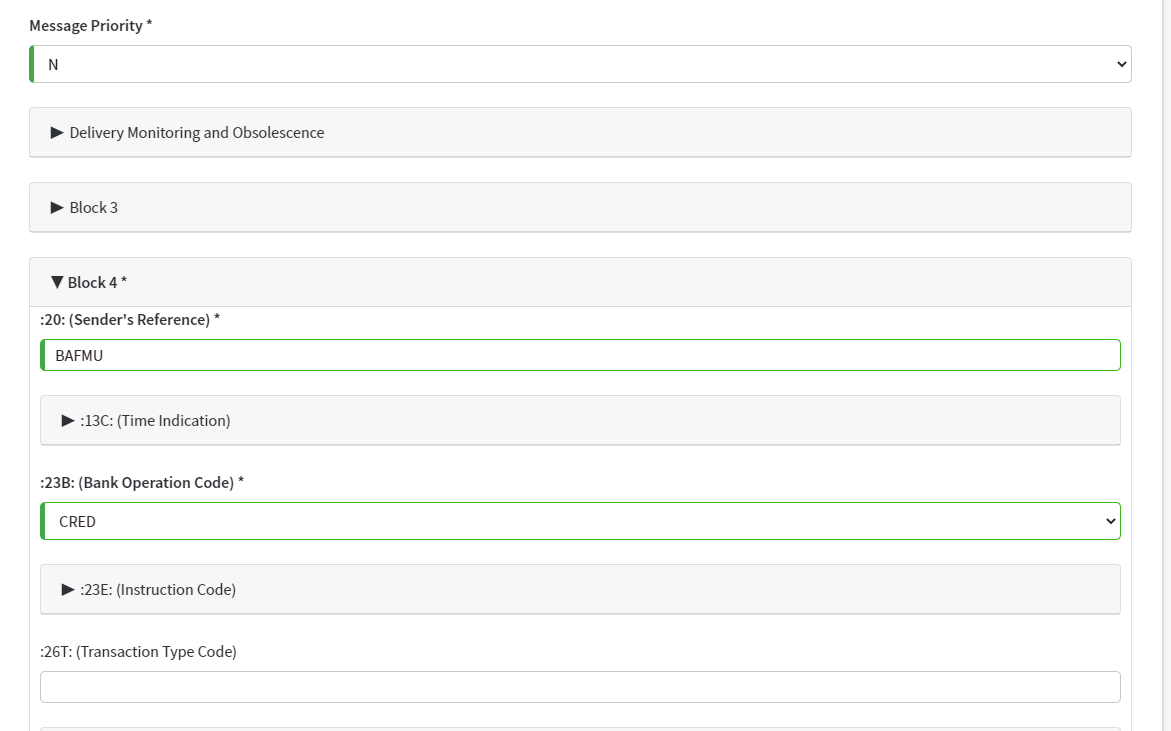 Message Priority *
N
▶ Delivery Monitoring and Obsolescence
▶ Block 3
▼ Block 4 *
:20: (Sender's Reference) *
BAFMU
▶ :13C: (Time Indication)
:23B: (Bank Operation Code) *
CRED
▶ :23E: (Instruction Code)
:26T: (Transaction Type Code)